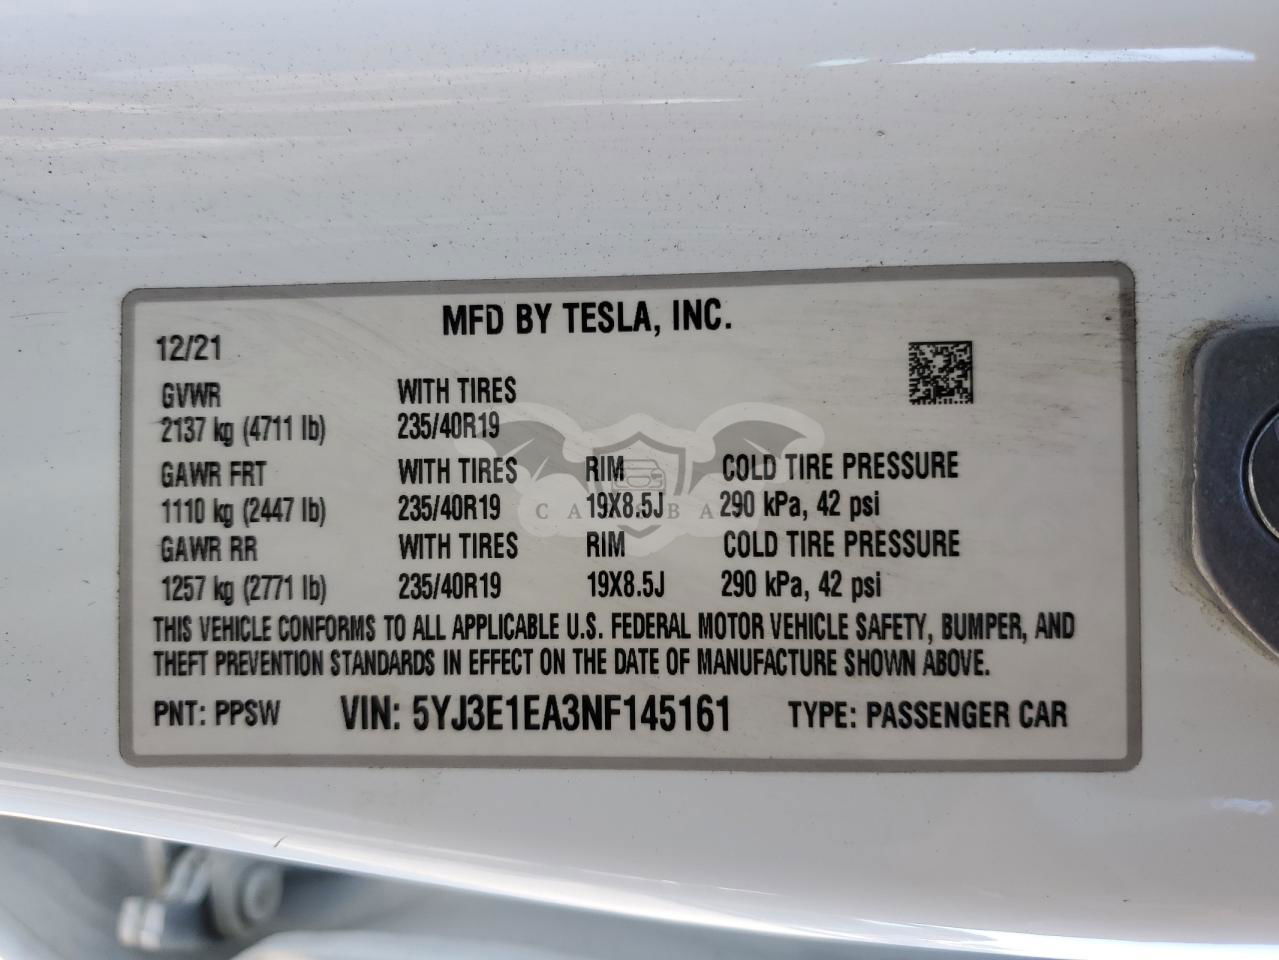 MFD BY TESLA, INC.
12/21
GVWR WITH TIRES
2137 kg (4711 lb) 235/40R19
GAWR FRT WITH TIRES RIM COLD TIRE PRESSURE
1110 kg (2447 lb) 235/40R19 19X8.5J 290 kPa, 42 psi
GAWR RR WITH TIRES RIM COLD TIRE PRESSURE
1257 kg (2771 lb) 235/40R19 19X8.5J 290 kPa, 42 psi
THIS VEHICLE CONFORMS TO ALL APPLICABLE U.S. FEDERAL MOTOR VEHICLE SAFETY, BUMPER, AND
THEFT PREVENTION STANDARDS IN EFFECT ON THE DATE OF MANUFACTURE SHOWN ABOVE.
PNT: PPSW VIN: 5YJ3E1EA3NF145161 TYPE: PASSENGER CAR